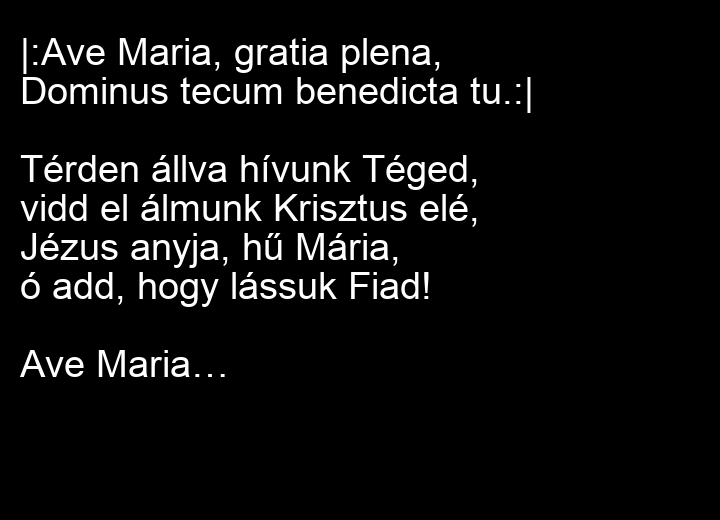 |:Ave Maria, gratia plena,
Dominus tecum benedicta tu.:|
Térden állva hívunk Téged,
vidd el álmunk Krisztus elé,
Jézus anyja, hű Mária,
ó add, hogy lássuk Fiad!
Ave Maria…